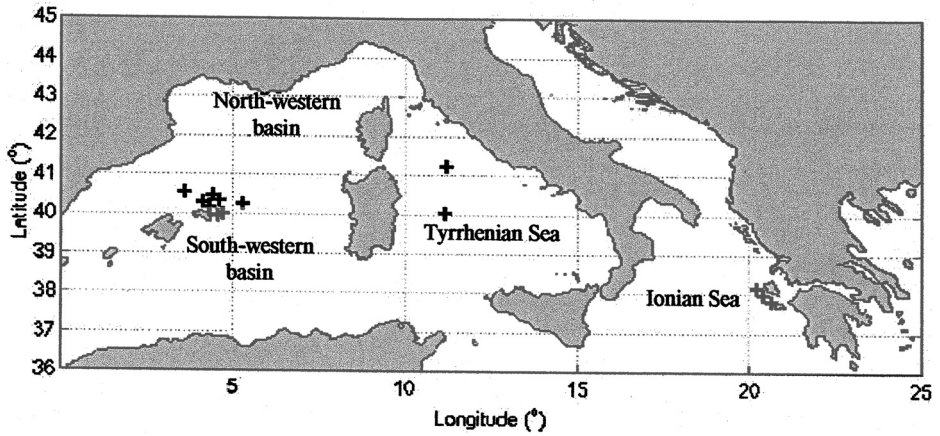 45
44
43
42
41
40
39
38
37
36
Latitude (º)
North-western
basin
South-western
basin
Tyrrhenian Sea
Ionian Sea
5
10
15
20
25
Longitude (º)